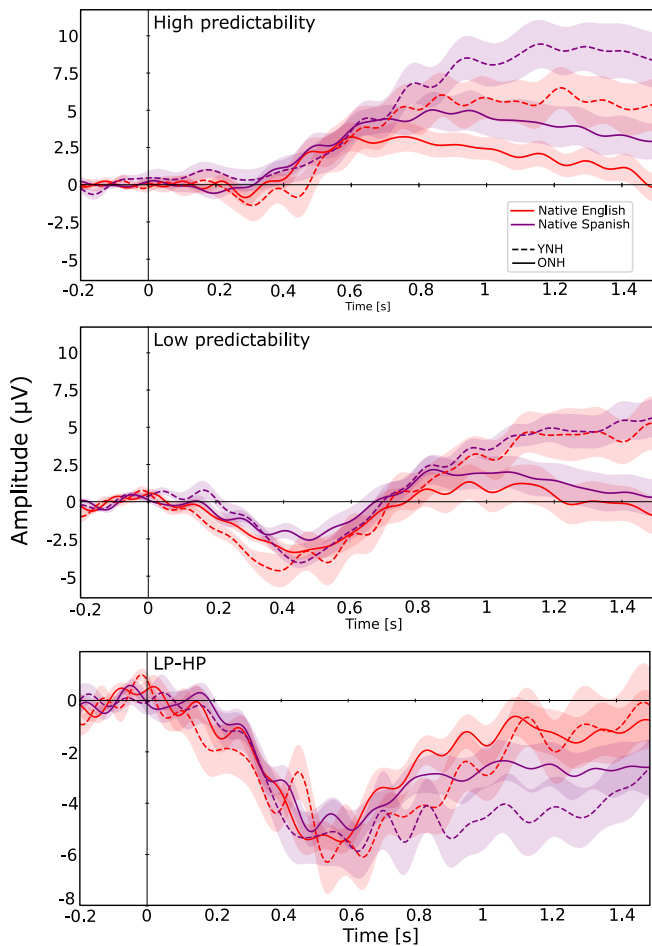 High predictability
10
7.5
5
2.5
0
-2.5
-5
Native English
Native Spanish
YNH
ONH
-0.2 0 0.2 0.4 0.6 0.8 1 1.2 1.4
Time [s]
Low predictability
10
7.5
5
2.5
0
-2.5
-5
-0.2 0 0.2 0.4 0.6 0.8 1 1.2 1.4
Time [s]
Amplitude (μV)
LP-HP
0
-2
-4
-6
-8
-0.2 0 0.2 0.4 0.6 0.8 1 1.2 1.4
Time [s]